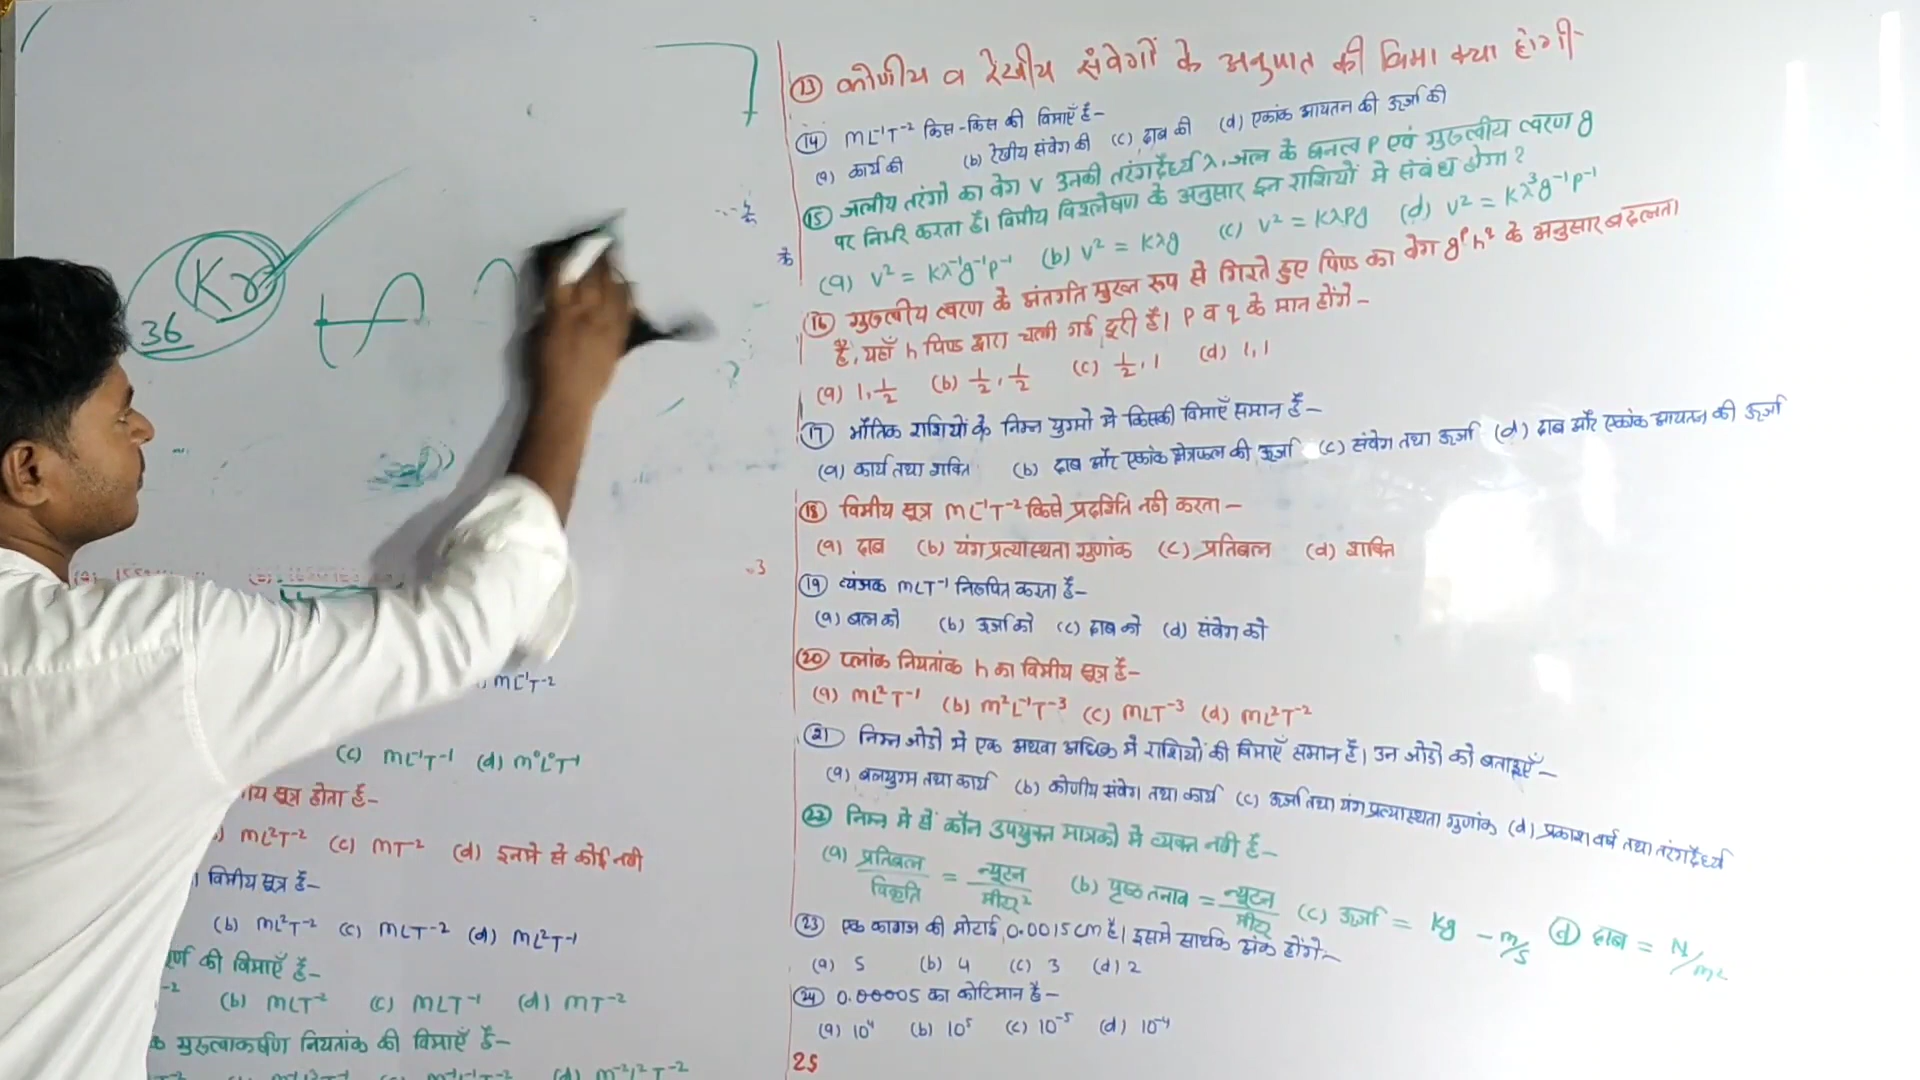 Kr
36
ML⁻¹T⁻²
(c) ML⁻¹T⁻¹ (d) M⁰L⁰T⁻¹
सूत्र होता है-
ML²T⁻² (c) MT⁻² (d) इनमे से कोई नही
विमीय सूत्र है-
(b) ML²T⁻² (c) MLT⁻² (d) ML²T⁻¹
की विमाएँ है-
(b) MLT⁻² (c) MLT⁻¹ (d) MT⁻²
गुरुत्वाकर्षण नियतांक की विमाएँ है-
(13) कोणीय व रेखीय संवेगों के अनुपात की विमा क्या होगी-
(14) ML⁻¹T⁻² किस-किस की विमाएँ है-
(a) कार्य की (b) रेखीय संवेग की (c) दाब की (d) एकांक आयतन की ऊर्जा की
(15) जलीय तरंगो का वेग v उनकी तरंगदैर्ध्य λ, जल के घनत्व P एवं गुरुत्वीय त्वरण g
पर निर्भर करता है। विमीय विश्लेषण के अनुसार इन राशियों मे संबंध होगा?
(a) v² = Kλ⁻¹g⁻¹P⁻¹ (b) v² = Kλg (c) v² = KλPg (d) v² = Kλ³g⁻¹P⁻¹
(16) गुरुत्वीय त्वरण के अंतर्गत मुक्त रूप से गिरते हुए पिण्ड का वेग gᴾh^q के अनुसार बदलता
है, यहाँ h पिण्ड द्वारा चली गई दूरी है। P व q के मान होंगे-
(a) 1, 1/2 (b) 1/2, 1/2 (c) 1/2, 1 (d) 1, 1
(17) भौतिक राशियों के निम्न युग्मो मे किसकी विमाएँ समान है-
(a) कार्य तथा शक्ति (b) दाब और एकांक क्षेत्रफल की ऊर्जा (c) संवेग तथा ऊर्जा (d) दाब और एकांक आयतन की ऊर्जा
(18) विमीय सूत्र ML⁻¹T⁻² किसे प्रदर्शित नही करता-
(a) दाब (b) यंग प्रत्यास्थता गुणांक (c) प्रतिबल (d) शक्ति
(19) व्यंजक MLT⁻¹ निरुपित करता है-
(a) बल को (b) ऊर्जा को (c) दाब को (d) संवेग को
(20) प्लांक नियतांक h का विमीय सूत्र है-
(a) ML²T⁻¹ (b) M²L⁻¹T⁻³ (c) MLT⁻³ (d) ML²T⁻²
(21) निम्न जोडो मे एक अथवा अधिक मे राशियों की विमाएँ समान है। उन जोडो को बताइएँ-
(a) बलयुग्म तथा कार्य (b) कोणीय संवेग तथा कार्य (c) ऊर्जा तथा यंग प्रत्यास्थता गुणांक (d) प्रकाश वर्ष तथा तरंगदैर्ध्य
(22) निम्न मे से कौन उपयुक्त मात्रको मे व्यक्त नही है-
(a) प्रतिबल/विकृति = न्यूटन/मीटर² (b) पृष्ठ तनाव = न्यूटन/मीटर (c) ऊर्जा = Kg - m/s (d) दाब = N/m²
(23) एक कागज की मोटाई 0.0015cm है। इसमे सार्थक अंक होंगे-
(a) 5 (b) 4 (c) 3 (d) 2
(24) 0.00005 का कोटिमान है-
(a) 10⁴ (b) 10⁵ (c) 10⁻⁵ (d) 10⁻⁴
25